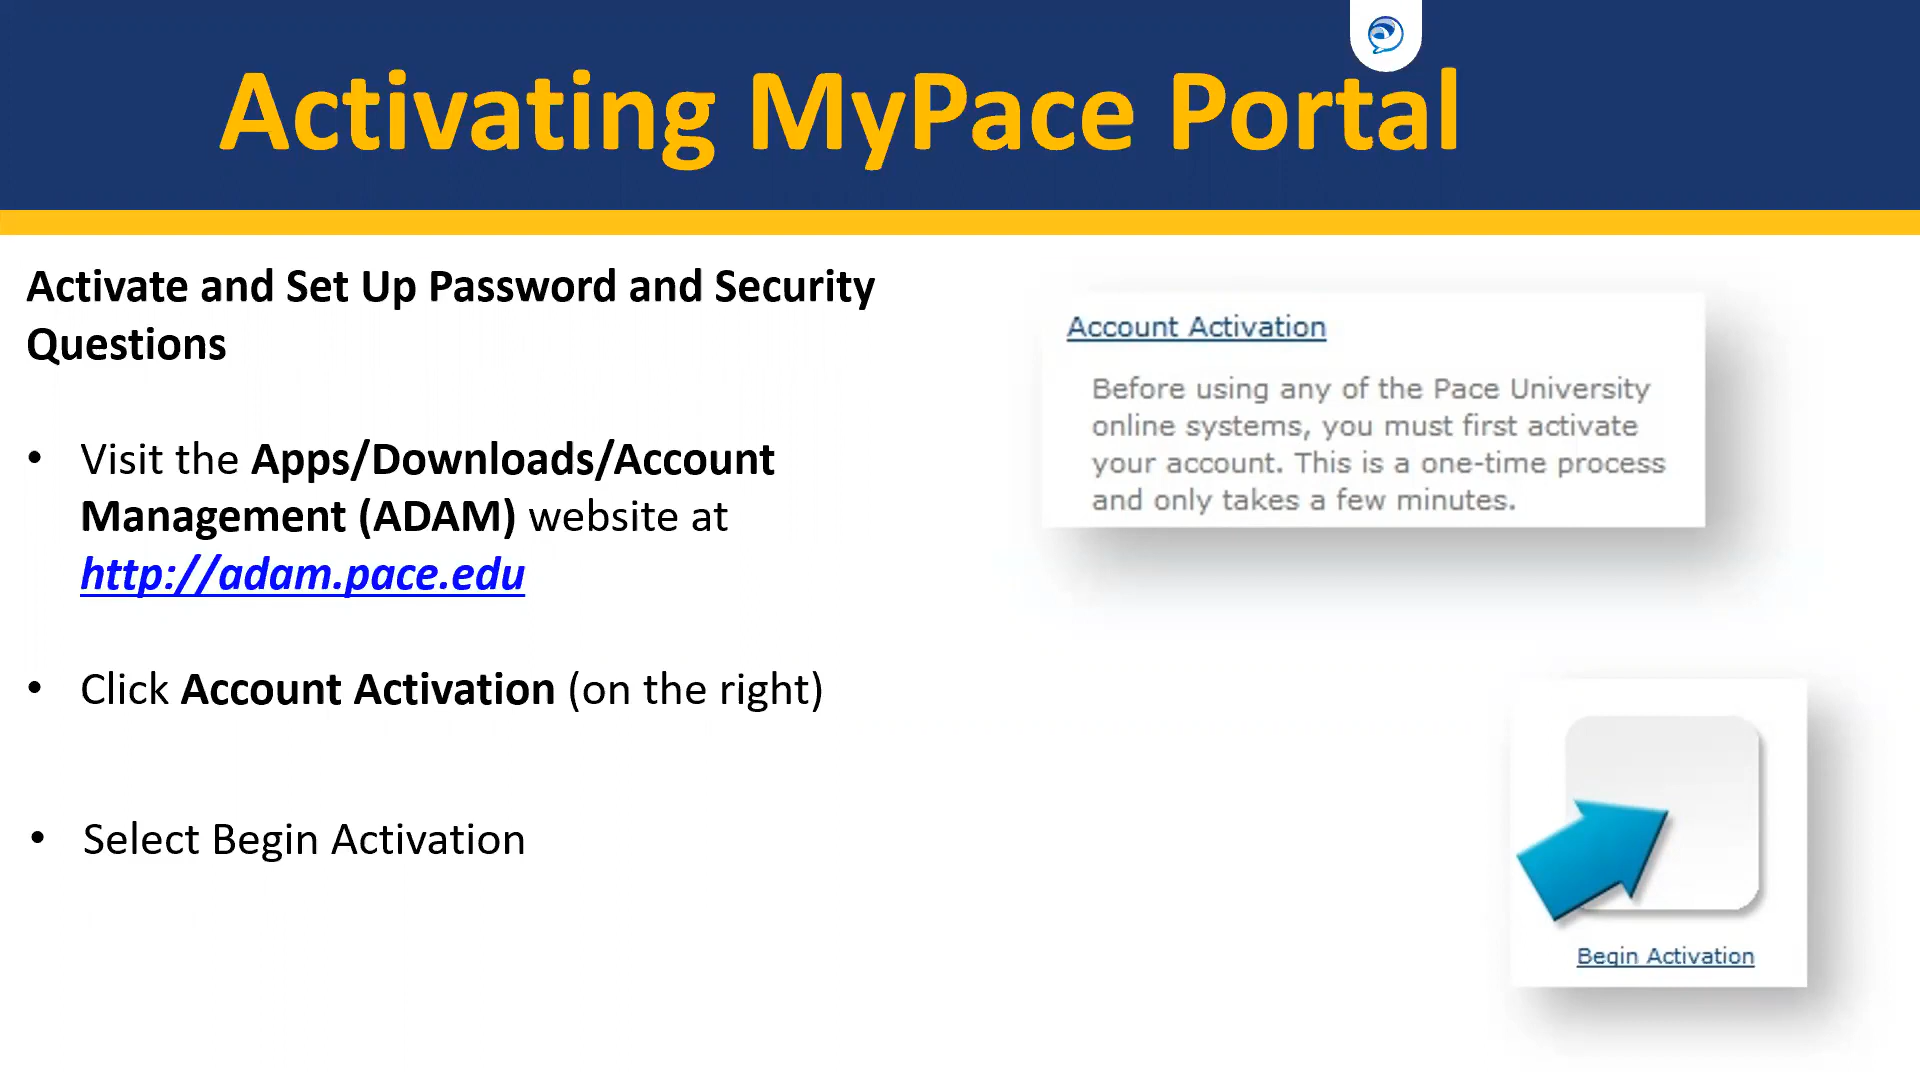 Activating MyPace Portal
Activate and Set Up Password and Security
Questions
• Visit the Apps/Downloads/Account
Management (ADAM) website at
http://adam.pace.edu
• Click Account Activation (on the right)
• Select Begin Activation
Account Activation
Before using any of the Pace University
online systems, you must first activate
your account. This is a one-time process
and only takes a few minutes.
Begin Activation